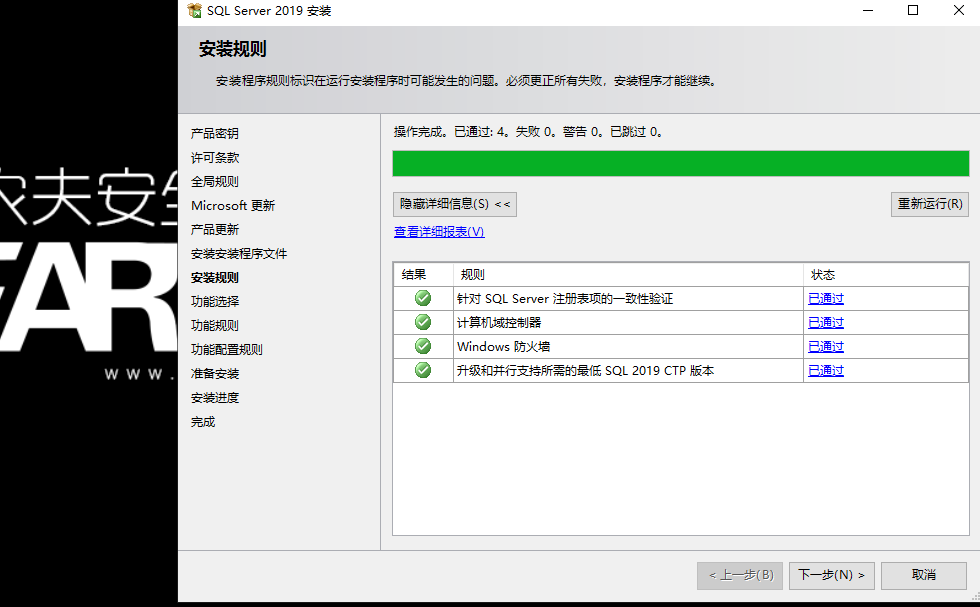 SQL Server 2019 安装
安装规则
安装程序规则标识在运行安装程序时可能发生的问题。必须更正所有失败，安装程序才能继续。
产品密钥
许可条款
全局规则
Microsoft 更新
产品更新
安装安装程序文件
安装规则
功能选择
功能规则
功能配置规则
准备安装
安装进度
完成
操作完成。已通过: 4。失败 0。警告 0。已跳过 0。
隐藏详细信息(S) <<
重新运行(R)
查看详细报表(V)
结果 规则 状态
针对 SQL Server 注册表项的一致性验证 已通过
计算机域控制器 已通过
Windows 防火墙 已通过
升级和并行支持所需的最低 SQL 2019 CTP 版本 已通过
< 上一步(B) 下一步(N) > 取消
农夫安全
FAR
www.